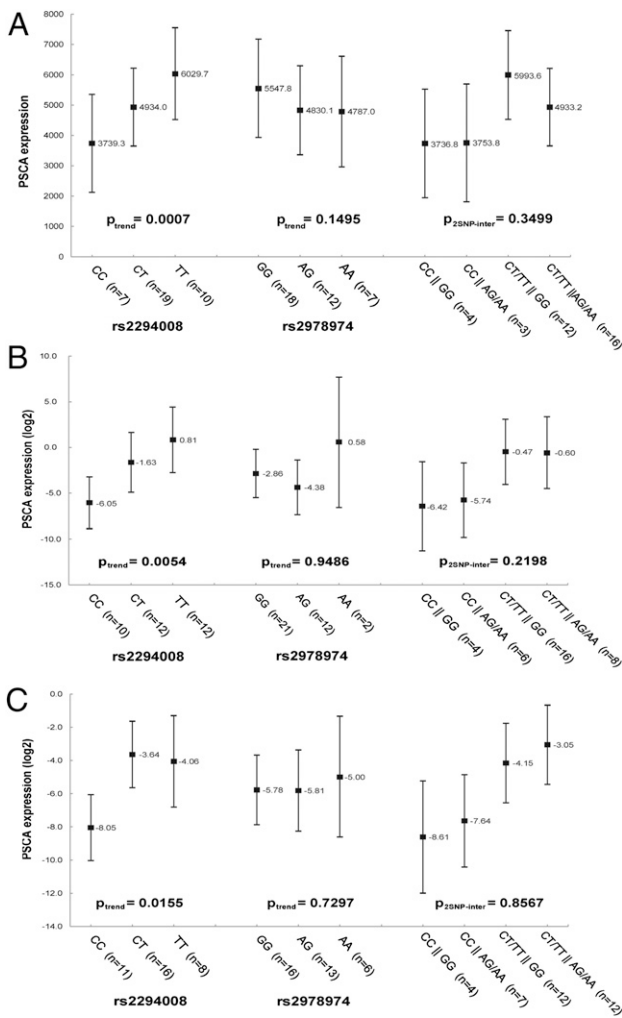 A
PSCA expression
8000
7000
6000
5000
4000
3000
2000
1000
0
3739.3
4934.0
6029.7
5547.8
4830.1
4787.0
3736.8
3753.8
5993.6
4933.2
ptrend= 0.0007
ptrend= 0.1495
p2SNP-inter= 0.3499
CC (n=7)
CT (n=19)
TT (n=10)
GG (n=18)
AG (n=12)
AA (n=7)
CC || GG (n=4)
CC || AG/AA (n=3)
CT/TT || GG (n=12)
CT/TT ||AG/AA (n=16)
rs2294008
rs2978974
B
PSCA expression (log2)
10.0
5.0
0.0
-5.0
-10.0
-15.0
-6.05
-1.63
0.81
-2.86
-4.38
0.58
-6.42
-5.74
-0.47
-0.60
ptrend= 0.0054
ptrend= 0.9486
p2SNP-inter= 0.2198
CC (n=10)
CT (n=12)
TT (n=12)
GG (n=21)
AG (n=12)
AA (n=2)
CC || GG (n=4)
CC || AG/AA (n=6)
CT/TT || GG (n=16)
CT/TT || AG/AA (n=8)
rs2294008
rs2978974
C
PSCA expression (log2)
0.0
-2.0
-4.0
-6.0
-8.0
-10.0
-12.0
-14.0
-8.05
-3.64
-4.06
-5.78
-5.81
-5.00
-8.61
-7.64
-4.15
-3.05
ptrend= 0.0155
ptrend= 0.7297
p2SNP-inter= 0.8567
CC (n=11)
CT (n=16)
TT (n=8)
GG (n=16)
AG (n=13)
AA (n=6)
CC || GG (n=4)
CC || AG/AA (n=7)
CT/TT || GG (n=12)
CT/TT || AG/AA (n=12)
rs2294008
rs2978974